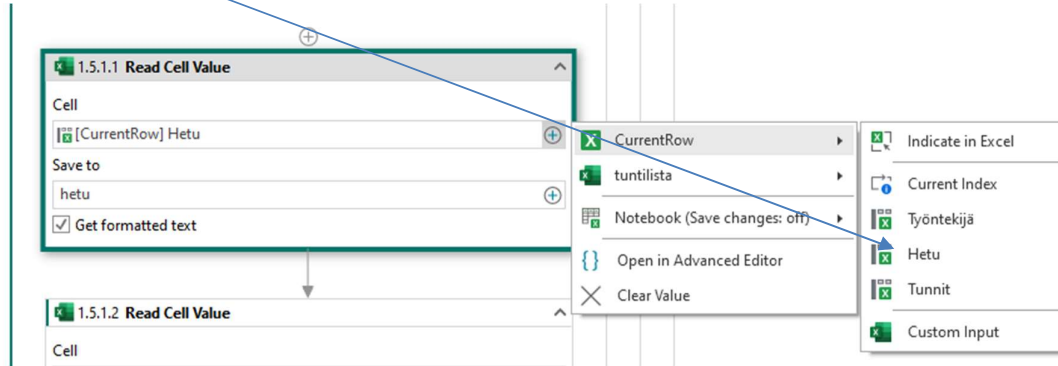 1.5.1.1 Read Cell Value
Cell
[CurrentRow] Hetu
Save to
hetu
Get formatted text
1.5.1.2 Read Cell Value
Cell
CurrentRow
tuntilista
Notebook (Save changes: off)
Open in Advanced Editor
Clear Value
Indicate in Excel
Current Index
Työntekijä
Hetu
Tunnit
Custom Input